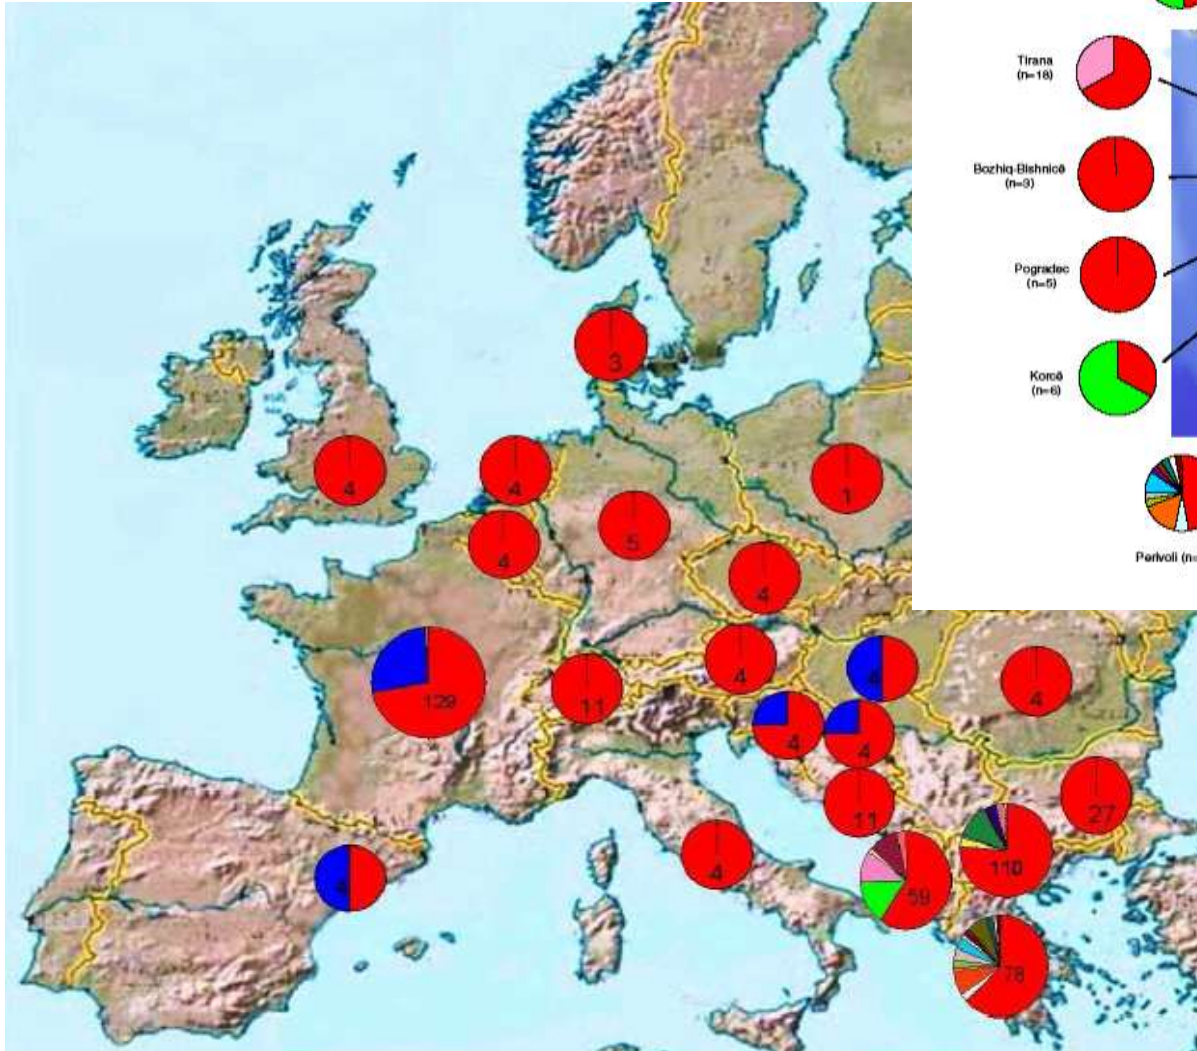 Tirana
(n=18)
Bozhiq-Bishnicë
(n=3)
Pogradec
(n=5)
Korcë
(n=6)
Perivoli (n=
3
4
4
1
5
4
4
129
11
4
4
4
4
4
11
27
4
4
110
59
78